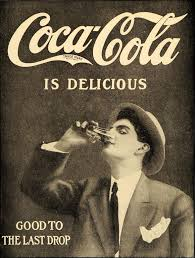 Coca-Cola
IS DELICIOUS
GOOD TO
THE LAST DROP